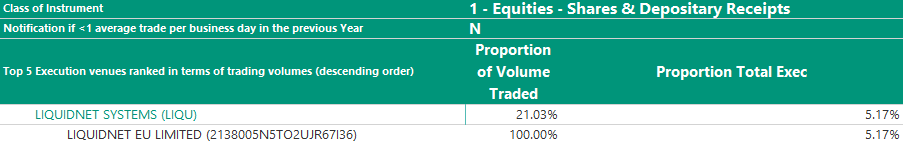 Class of Instrument 1 - Equities - Shares & Depositary Receipts
Notification if <1 average trade per business day in the previous Year N
Top 5 Execution venues ranked in terms of trading volumes (descending order) Proportion of Volume Traded Proportion Total Exec
LIQUIDNET SYSTEMS (LIQU) 21.03% 5.17%
LIQUIDNET EU LIMITED (2138005N5TO2UJR67I36) 100.00% 5.17%